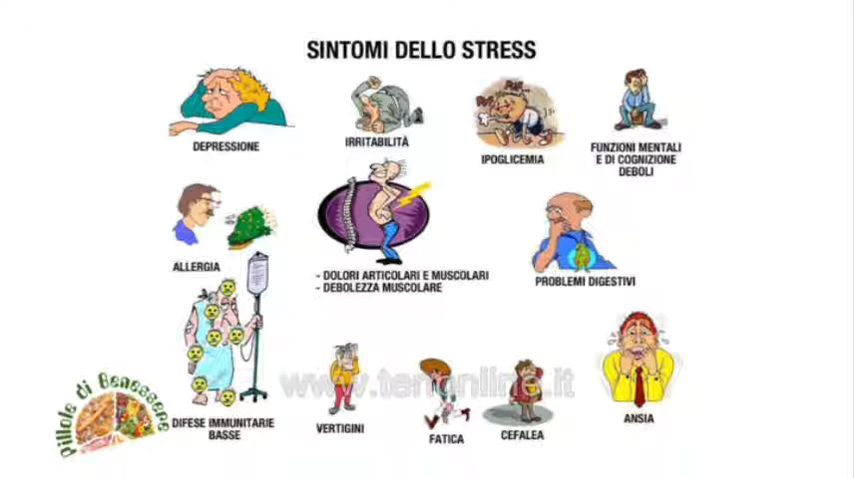 SINTOMI DELLO STRESS
DEPRESSIONE
IRRITABILITÀ
IPOGLICEMIA
FUNZIONI MENTALI
E DI COGNIZIONE
DEBOLI
ALLERGIA
- DOLORI ARTICOLARI E MUSCOLARI
- DEBOLEZZA MUSCOLARE
PROBLEMI DIGESTIVI
Pillole di Benessere
DIFESE IMMUNITARIE
BASSE
VERTIGINI
FATICA
CEFALEA
ANSIA